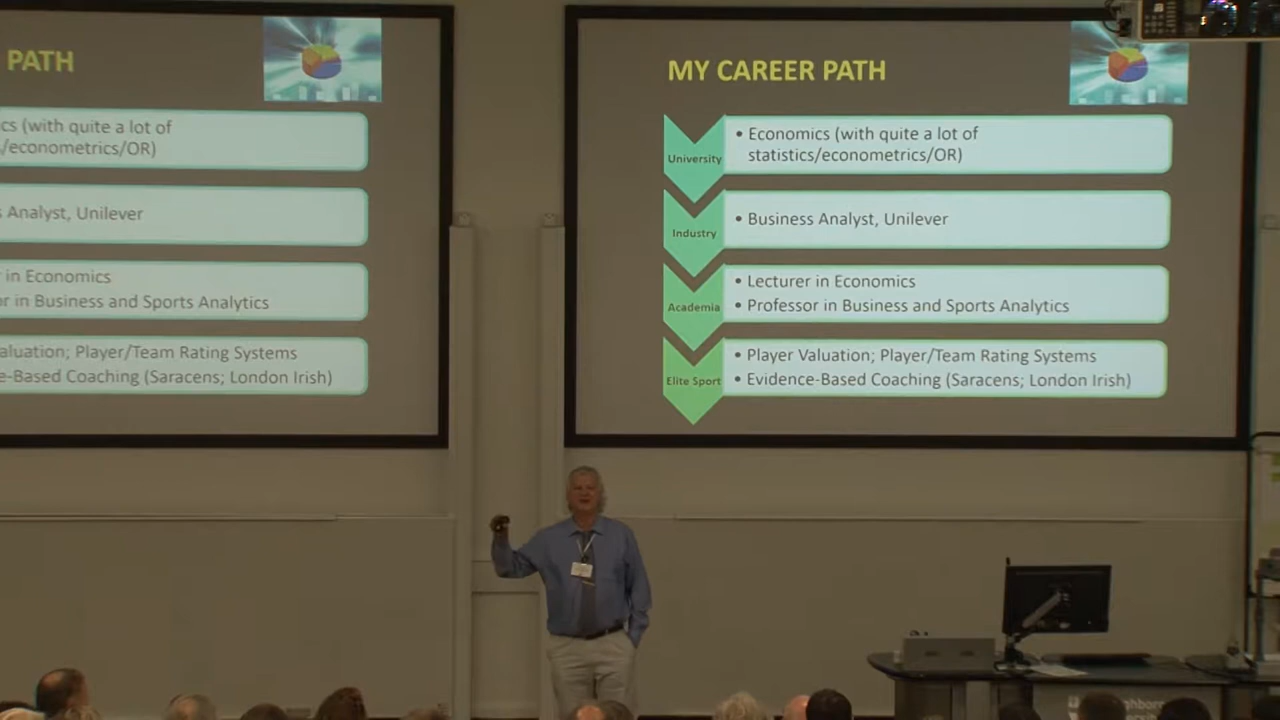 PATH
cs (with quite a lot of
/econometrics/OR)
Analyst, Unilever
in Economics
or in Business and Sports Analytics
aluation; Player/Team Rating Systems
e-Based Coaching (Saracens; London Irish)
MY CAREER PATH
University
• Economics (with quite a lot of
statistics/econometrics/OR)
Industry
• Business Analyst, Unilever
Academia
• Lecturer in Economics
• Professor in Business and Sports Analytics
Elite Sport
• Player Valuation; Player/Team Rating Systems
• Evidence-Based Coaching (Saracens; London Irish)